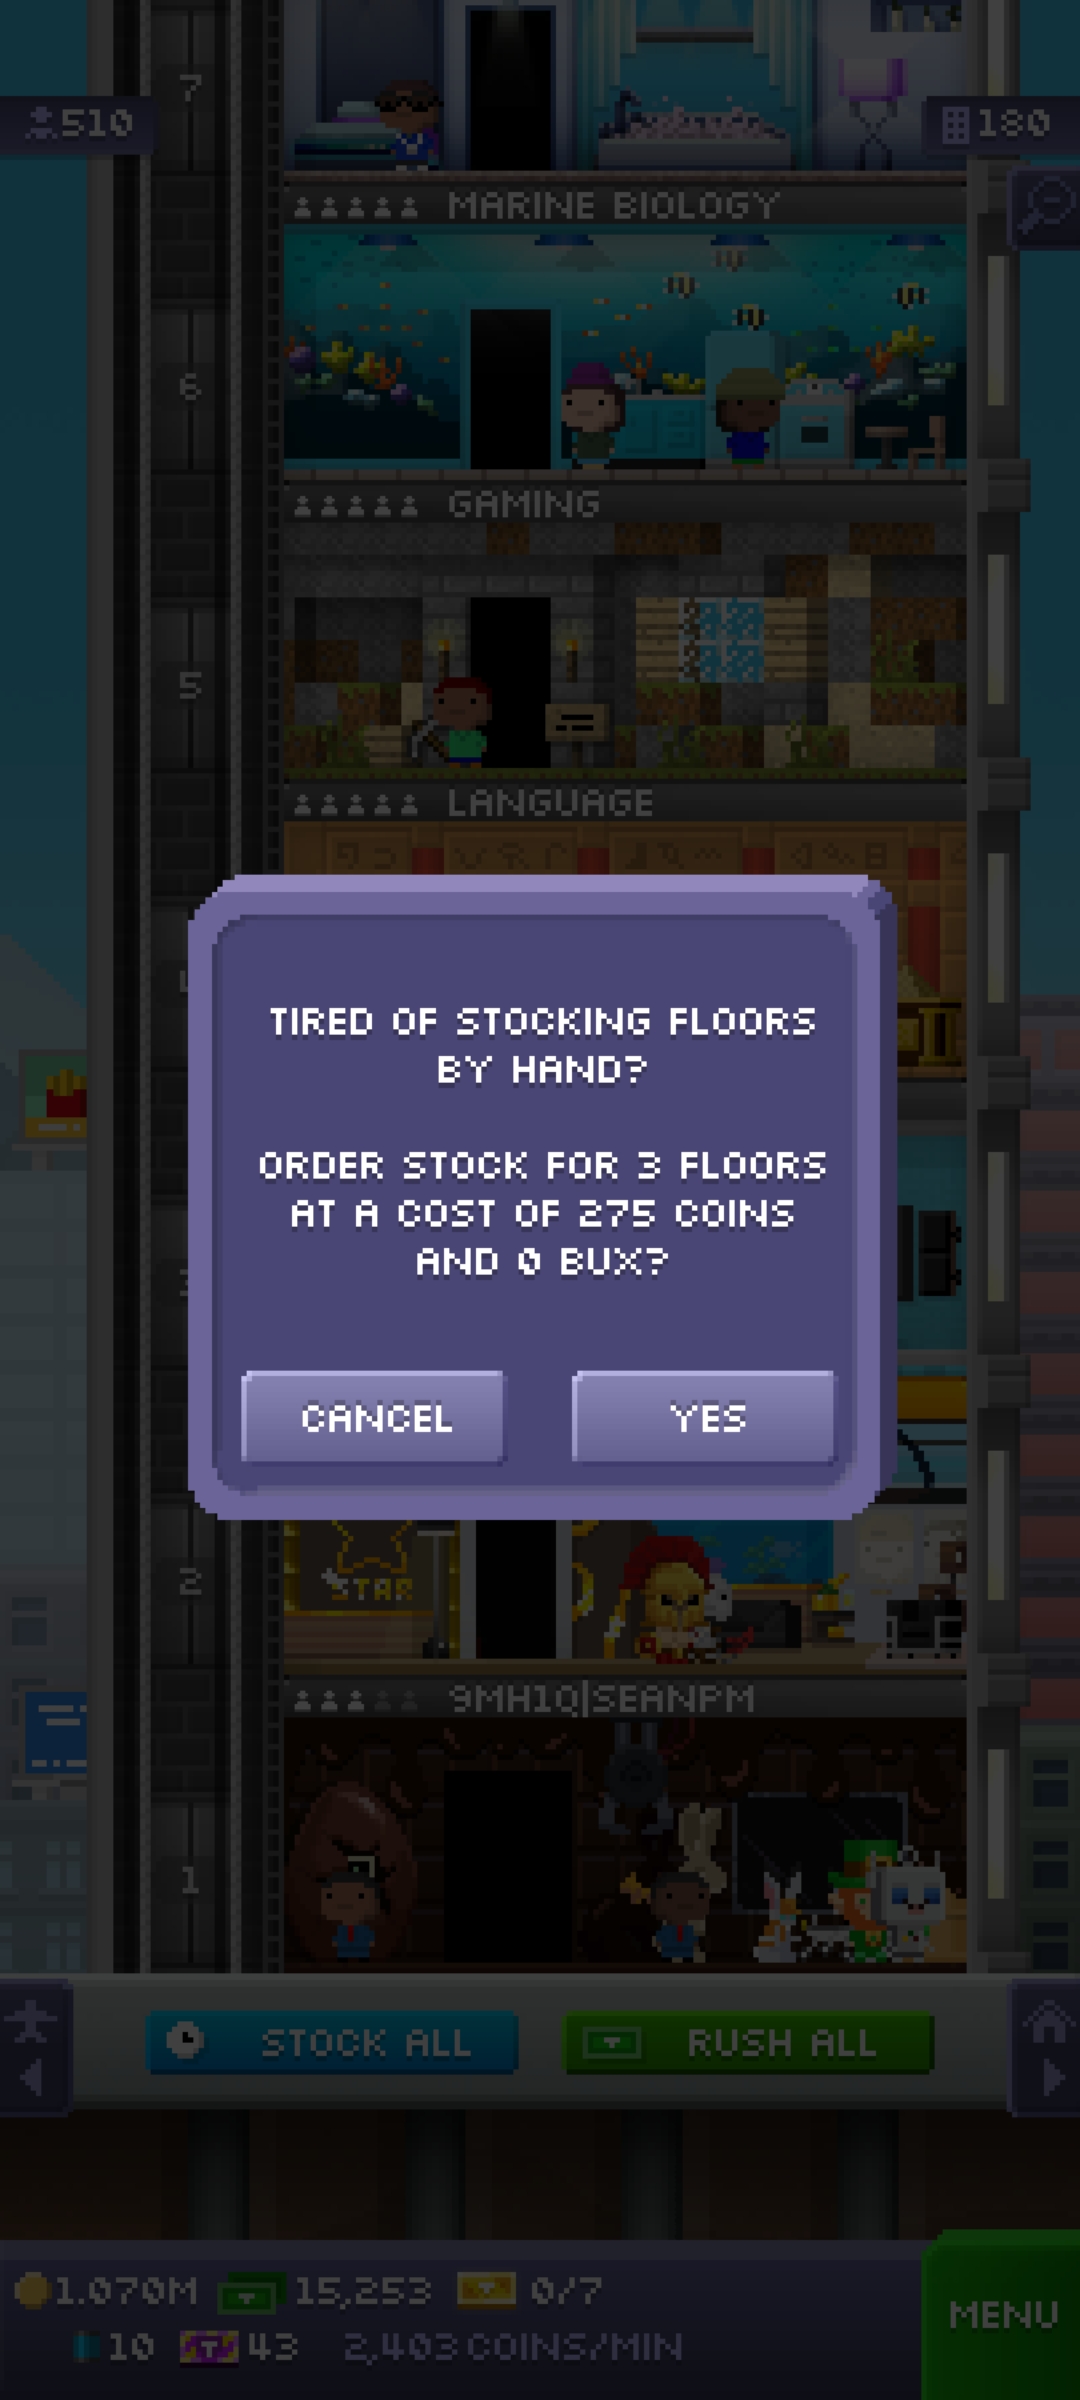 7
510
180
MARINE BIOLOGY
6
GAMING
5
LANGUAGE
TIRED OF STOCKING FLOORS
BY HAND?
ORDER STOCK FOR 3 FLOORS
AT A COST OF 275 COINS
AND 0 BUX?
CANCEL
YES
STAR
2
9MH1Q|SEANPM
1
STOCK ALL
RUSH ALL
1.070M
15,253
0/7
MENU
10
43
2,403 COINS/MIN